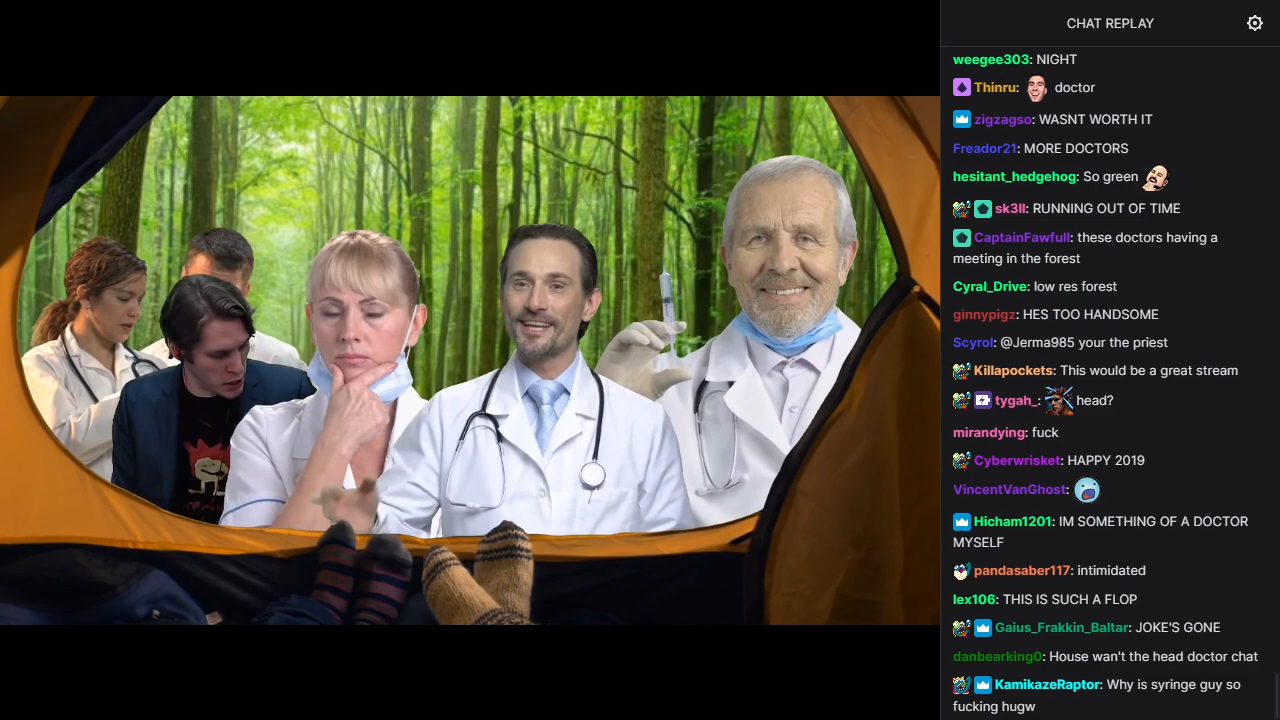 CHAT REPLAY
weegee303: NIGHT
Thinru: doctor
zigzagso: WASNT WORTH IT
Freador21: MORE DOCTORS
hesitant_hedgehog: So green
sk3ll: RUNNING OUT OF TIME
CaptainFawfull: these doctors having a
meeting in the forest
Cyral_Drive: low res forest
ginnypigz: HES TOO HANDSOME
Scyrol: @Jerma985 your the priest
Killapockets: This would be a great stream
tygah_: head?
mirandying: fuck
Cyberwrisket: HAPPY 2019
VincentVanGhost:
Hicham1201: IM SOMETHING OF A DOCTOR
MYSELF
pandasaber117: intimidated
lex106: THIS IS SUCH A FLOP
Gaius_Frakkin_Baltar: JOKE'S GONE
danbearking0: House wan't the head doctor chat
KamikazeRaptor: Why is syringe guy so
fucking hugw